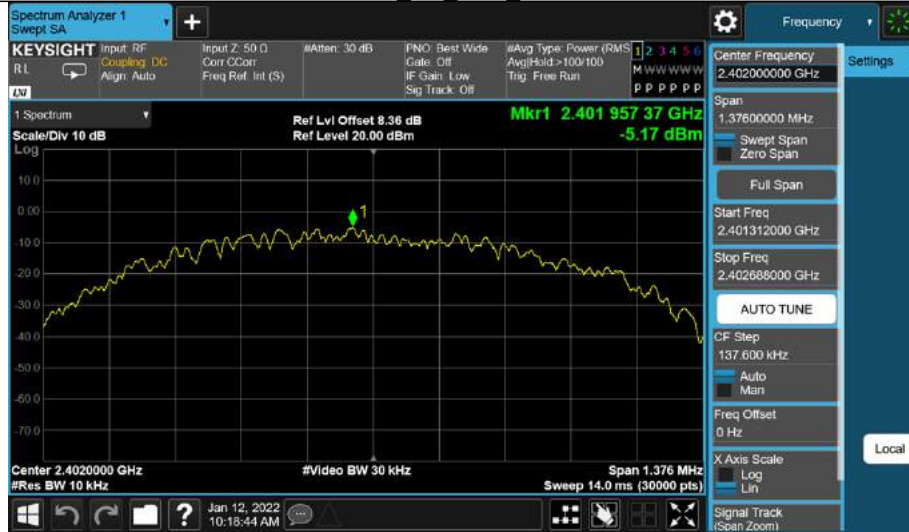 Spectrum Analyzer 1
Swept SA
+
Frequency
KEYSIGHT
RL
LXI
Input: RF
Coupling: DC
Align: Auto
Input Z: 50 Ω
Corr CCorr
Freq Ref: Int (S)
#Atten: 30 dB
PNO: Best Wide
Gate: Off
IF Gain: Low
Sig Track: Off
#Avg Type: Power (RMS
Avg|Hold:>100/100
Trig: Free Run
1 2 3 4 5 6
M W W W W W
P P P P P P
Settings
Center Frequency
2.402000000 GHz
Span
1.37600000 MHz
Swept Span
Zero Span
Full Span
Start Freq
2.401312000 GHz
Stop Freq
2.402688000 GHz
AUTO TUNE
CF Step
137.600 kHz
Auto
Man
Freq Offset
0 Hz
X Axis Scale
Log
Lin
Signal Track
(Span Zoom)
Local
1 Spectrum
Scale/Div 10 dB
Ref Lvl Offset 8.36 dB
Ref Level 20.00 dBm
Mkr1 2.401 957 37 GHz
-5.17 dBm
Log
10.0
0.00
-10.0
-20.0
-30.0
-40.0
-50.0
-60.0
-70.0
1
Center 2.4020000 GHz
#Res BW 10 kHz
#Video BW 30 kHz
Span 1.376 MHz
Sweep 14.0 ms (30000 pts)
?
Jan 12, 2022
10:18:44 AM